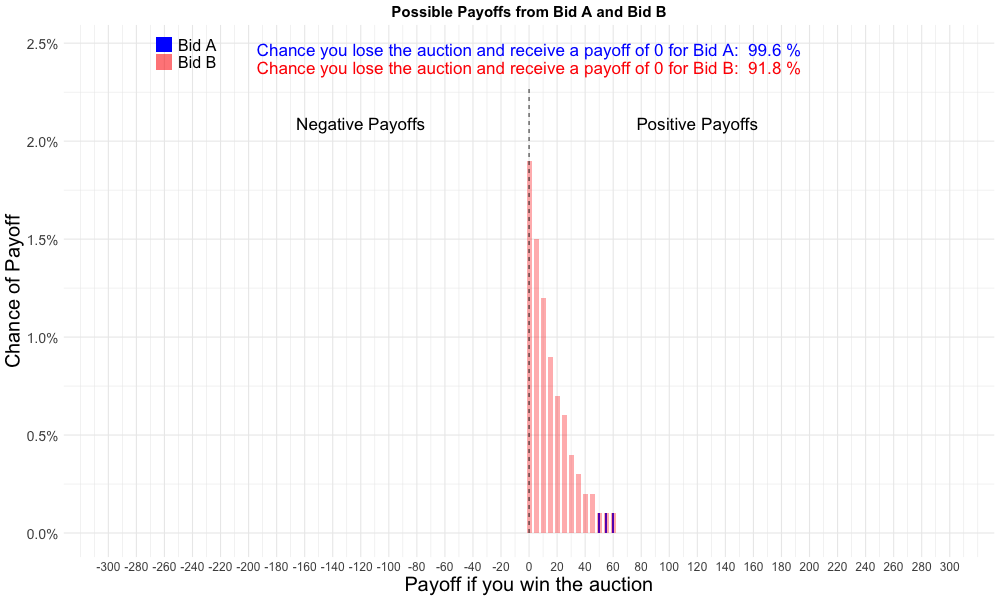 Possible Payoffs from Bid A and Bid B
Bid A
Bid B
Chance you lose the auction and receive a payoff of 0 for Bid A: 99.6 %
Chance you lose the auction and receive a payoff of 0 for Bid B: 91.8 %
Negative Payoffs
Positive Payoffs
Chance of Payoff
2.5%
2.0%
1.5%
1.0%
0.5%
0.0%
-300 -280 -260 -240 -220 -200 -180 -160 -140 -120 -100 -80 -60 -40 -20 0 20 40 60 80 100 120 140 160 180 200 220 240 260 280 300
Payoff if you win the auction